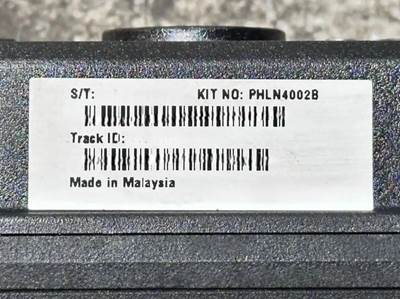 S/T: KIT NO: PHLN4002B
Track ID:
Made in Malaysia